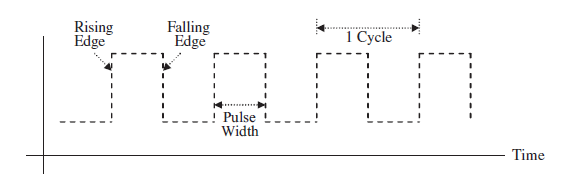 Rising
Edge
Falling
Edge
1 Cycle
Pulse
Width
Time